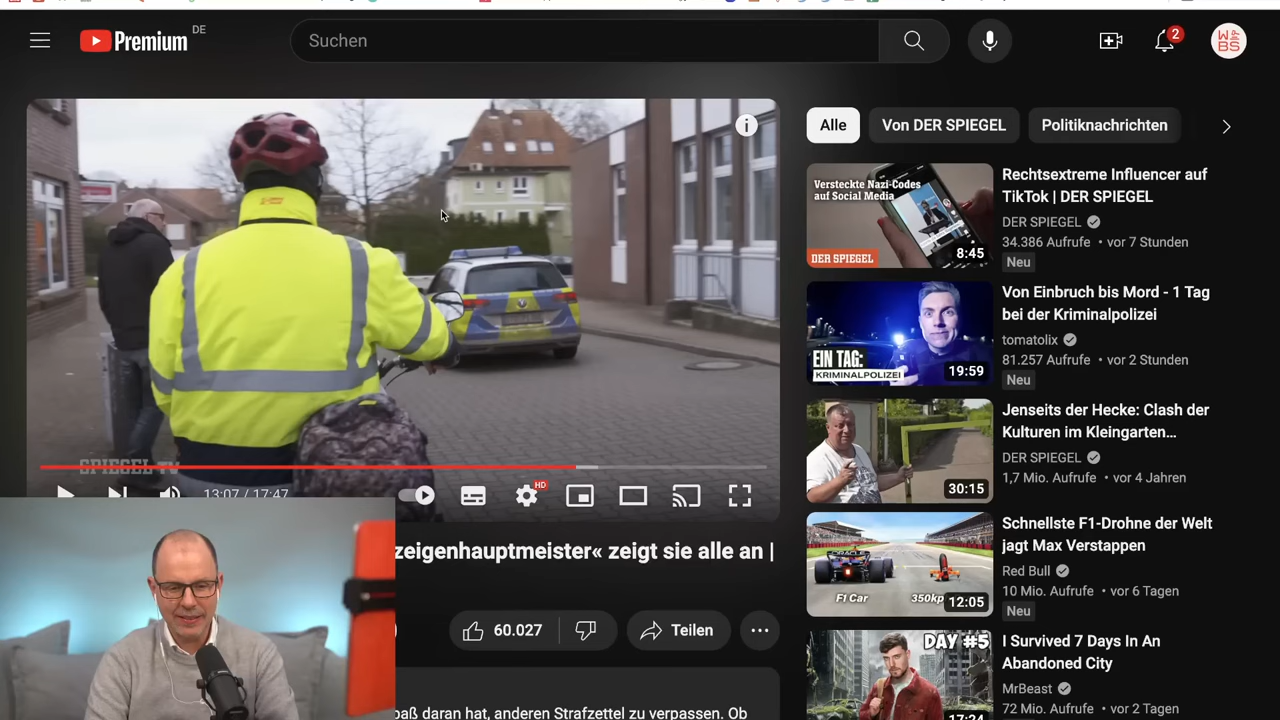 Premium
DE
Suchen
2
Alle
Von DER SPIEGEL
Politiknachrichten
Versteckte Nazi-Codes
auf Social Media
DER SPIEGEL
8:45
Rechtsextreme Influencer auf
TikTok | DER SPIEGEL
DER SPIEGEL
34.386 Aufrufe • vor 7 Stunden
Neu
EIN TAG:
KRIMINALPOLIZEI
19:59
Von Einbruch bis Mord - 1 Tag
bei der Kriminalpolizei
tomatolix
81.257 Aufrufe • vor 2 Stunden
Neu
30:15
Jenseits der Hecke: Clash der
Kulturen im Kleingarten…
DER SPIEGEL
1,7 Mio. Aufrufe • vor 4 Jahren
F1 Car
12:05
Schnellste F1-Drohne der Welt
jagt Max Verstappen
Red Bull
10 Mio. Aufrufe • vor 6 Tagen
Neu
DAY #5
17:24
I Survived 7 Days In An
Abandoned City
MrBeast
72 Mio. Aufrufe • vor 2 Tagen
SPIEGEL TV
13:07 / 17:47
HD
zeigenhauptmeister« zeigt sie alle an |
60.027
Teilen
paß daran hat, anderen Strafzettel zu verpassen. Ob